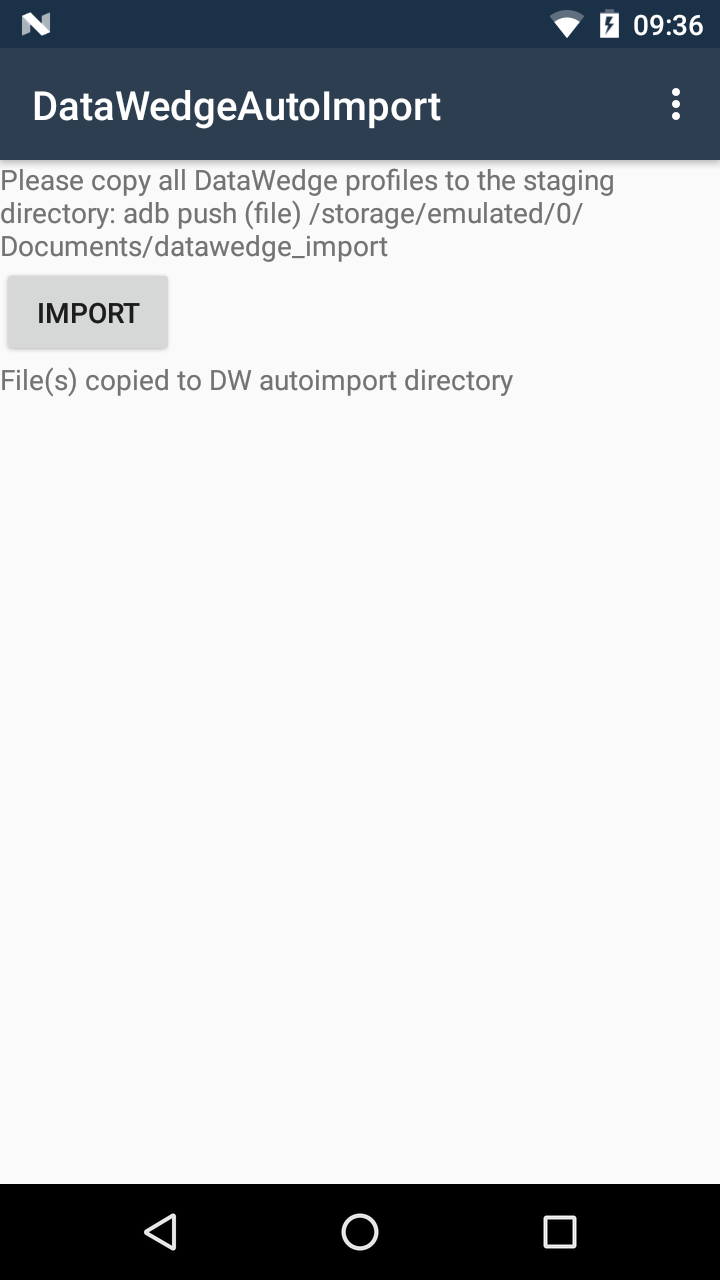 09:36
DataWedgeAutoImport
Please copy all DataWedge profiles to the staging
directory: adb push (file) /storage/emulated/0/
Documents/datawedge_import
IMPORT
File(s) copied to DW autoimport directory